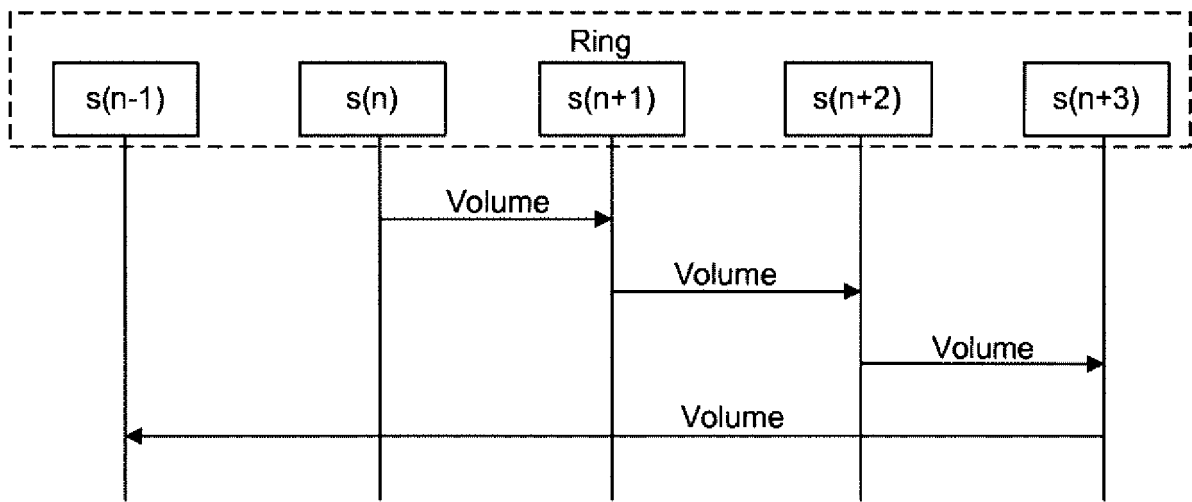 Ring
s(n-1)
s(n)
s(n+1)
s(n+2)
s(n+3)
Volume
Volume
Volume
Volume